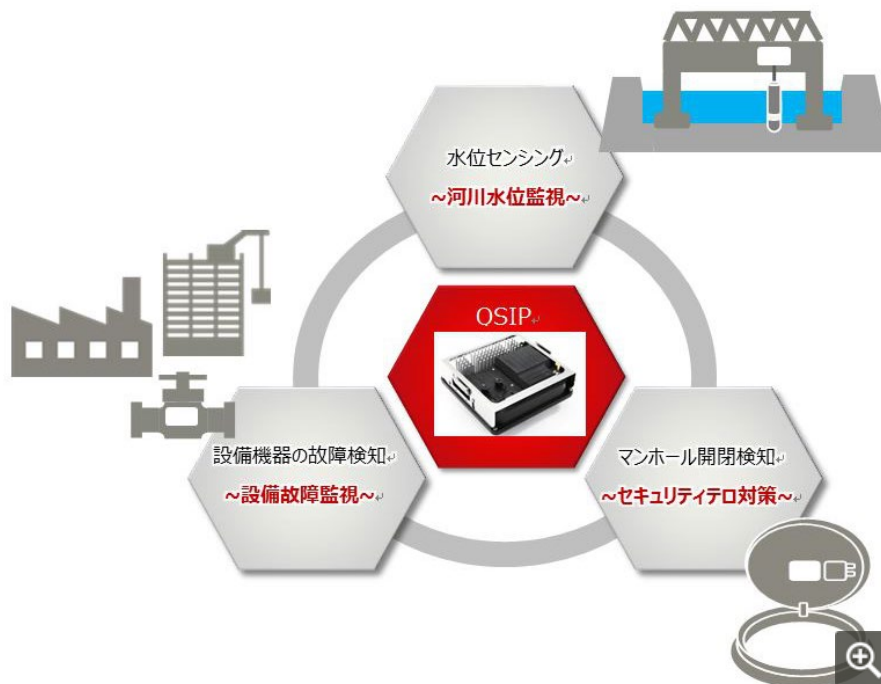 水位センシング
~河川水位監視~
QSIP
設備機器の故障検知
~設備故障監視~
マンホール開閉検知
~セキュリティテロ対策~